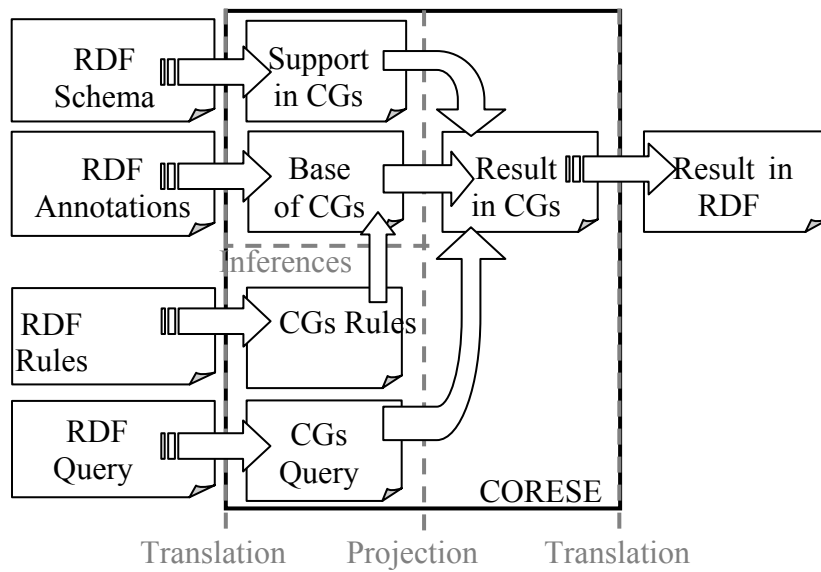 RDF
Schema
Support
in CGs
RDF
Annotations
Base
of CGs
Result
in CGs
Result in
RDF
Inferences
RDF
Rules
CGs Rules
RDF
Query
CGs
Query
CORESE
Translation
Projection
Translation